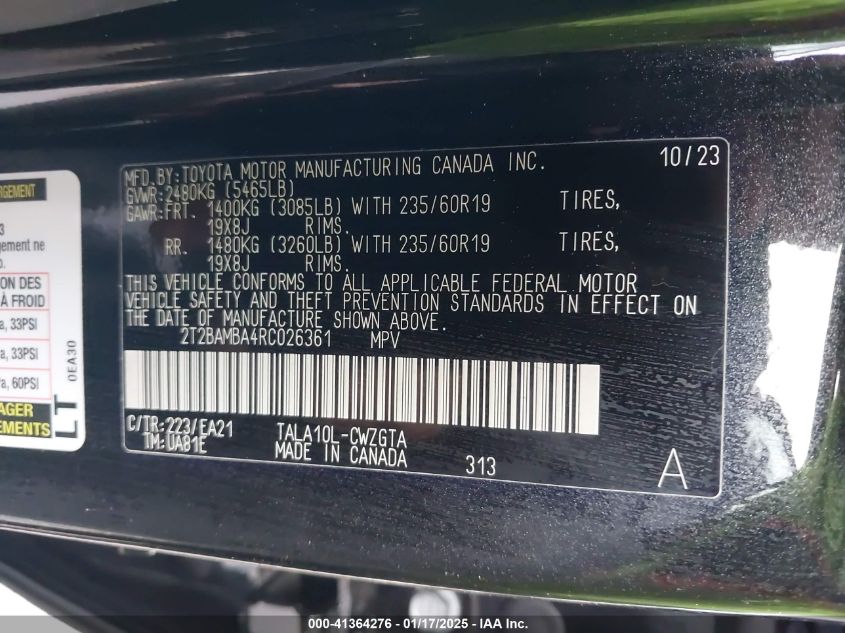 MFD. BY: TOYOTA MOTOR MANUFACTURING CANADA INC. 10/23
GVWR: 2480KG (5465LB)
GAWR: FRT. 1400KG (3085LB) WITH 235/60R19 TIRES,
19X8J RIMS.
RR. 1480KG (3260LB) WITH 235/60R19 TIRES,
19X8J RIMS.
THIS VEHICLE CONFORMS TO ALL APPLICABLE FEDERAL MOTOR
VEHICLE SAFETY AND THEFT PREVENTION STANDARDS IN EFFECT ON
THE DATE OF MANUFACTURE SHOWN ABOVE.
2T2BAMBA4RC026361 MPV
C/TR: 223/EA21 TALA10L-CWZGTA
TM: UA81E MADE IN CANADA 313 A
3
gement ne
ON DES
À FROID
a, 33PSI
a, 33PSI
a, 60PSI
AGER
EMENTS
0EA30
LT
000-41364276 - 01/17/2025 - IAAI Inc.